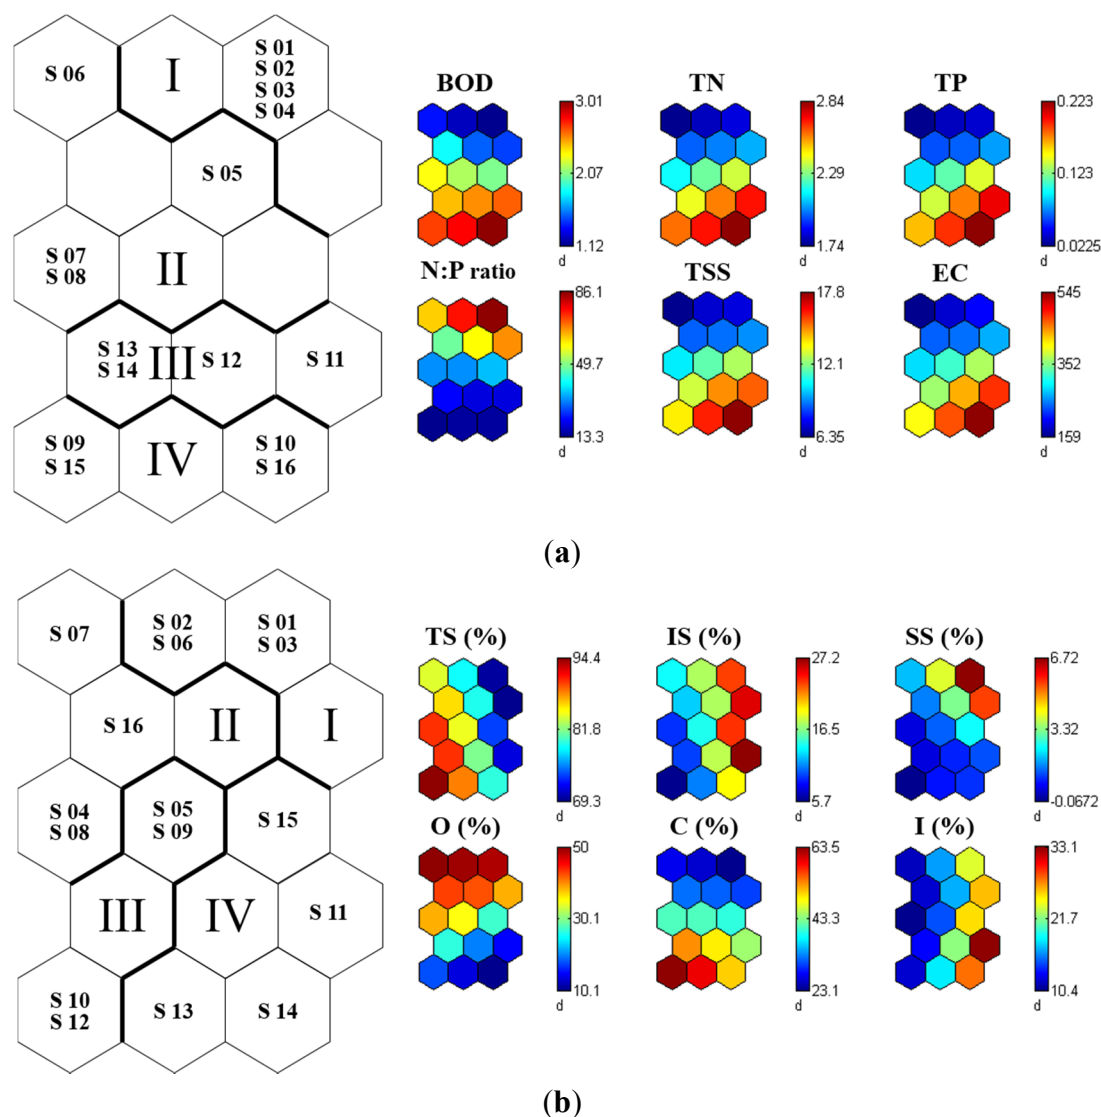 S 06
I
S 01
S 02
S 03
S 04
S 05
S 07
S 08
II
S 13
S 14
III
S 12
S 11
S 09
S 15
IV
S 10
S 16
BOD
3.01
2.07
1.12
d
TN
2.84
2.29
1.74
d
TP
0.223
0.123
0.0225
d
N:P ratio
86.1
49.7
13.3
d
TSS
17.8
12.1
6.35
d
EC
545
352
159
d
(a)
S 07
S 02
S 06
S 01
S 03
S 16
II
I
S 04
S 08
S 05
S 09
S 15
III
IV
S 11
S 10
S 12
S 13
S 14
TS (%)
94.4
81.8
69.3
d
IS (%)
27.2
16.5
5.7
d
SS (%)
6.72
3.32
-0.0672
d
O (%)
50
30.1
10.1
d
C (%)
63.5
43.3
23.1
d
I (%)
33.1
21.7
10.4
d
(b)